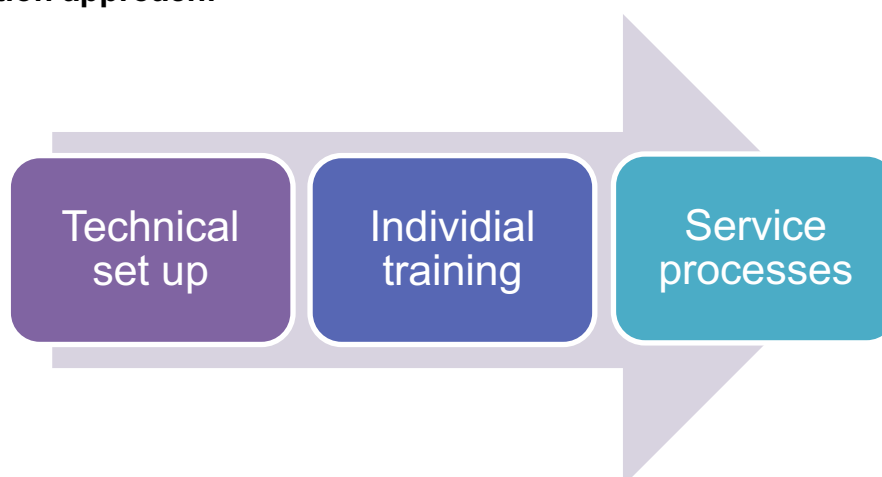 Technical
set up
Individial
training
Service
processes